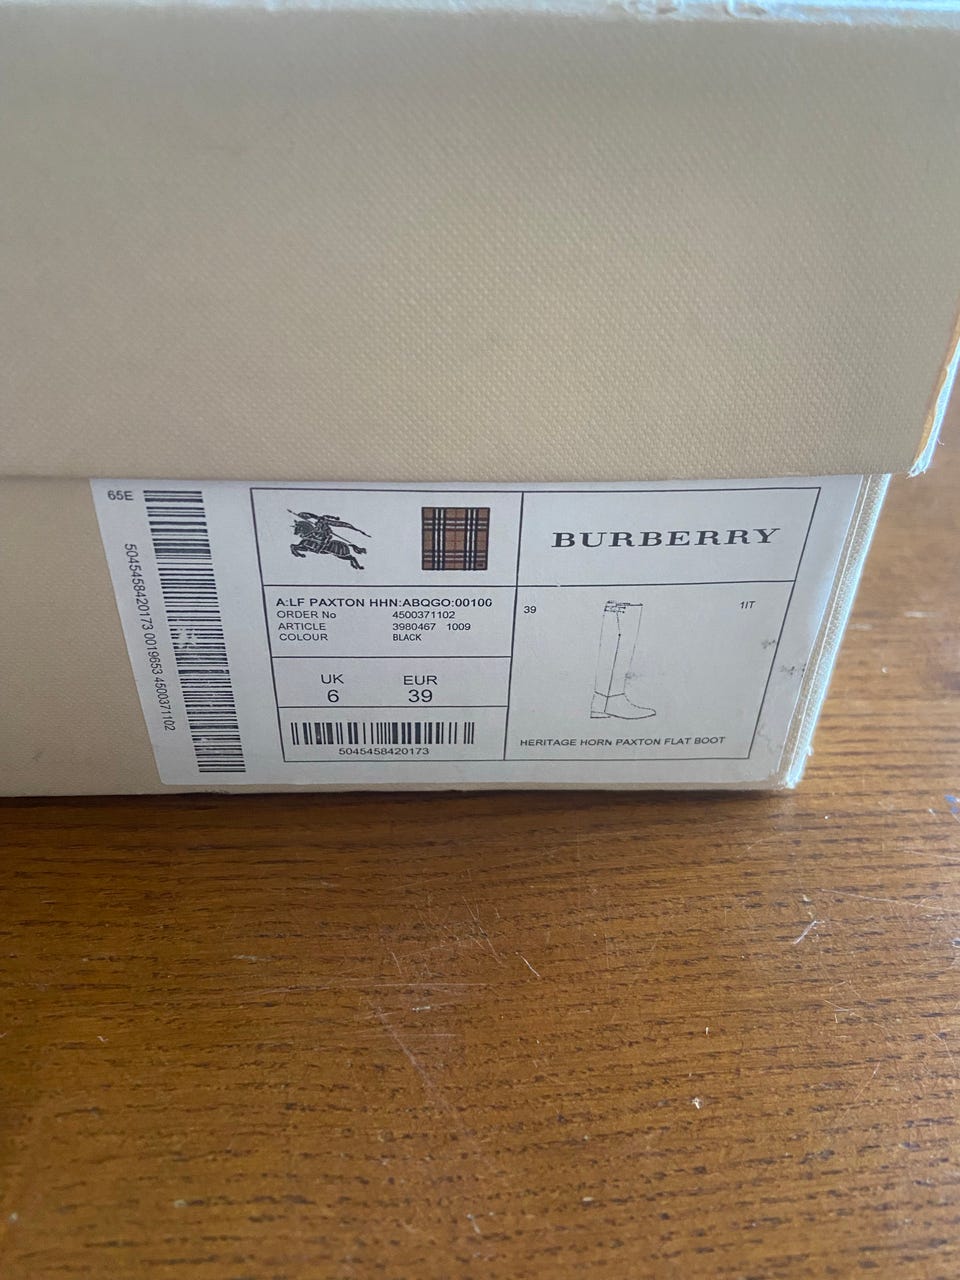 65E
5045458420173 0019653 4500371102
BURBERRY
A:LF PAXTON HHN:ABQGO:00100
ORDER No 4500371102
ARTICLE 3980467 1009
COLOUR BLACK
UK EUR
6 39
5045458420173
39 1IT
HERITAGE HORN PAXTON FLAT BOOT